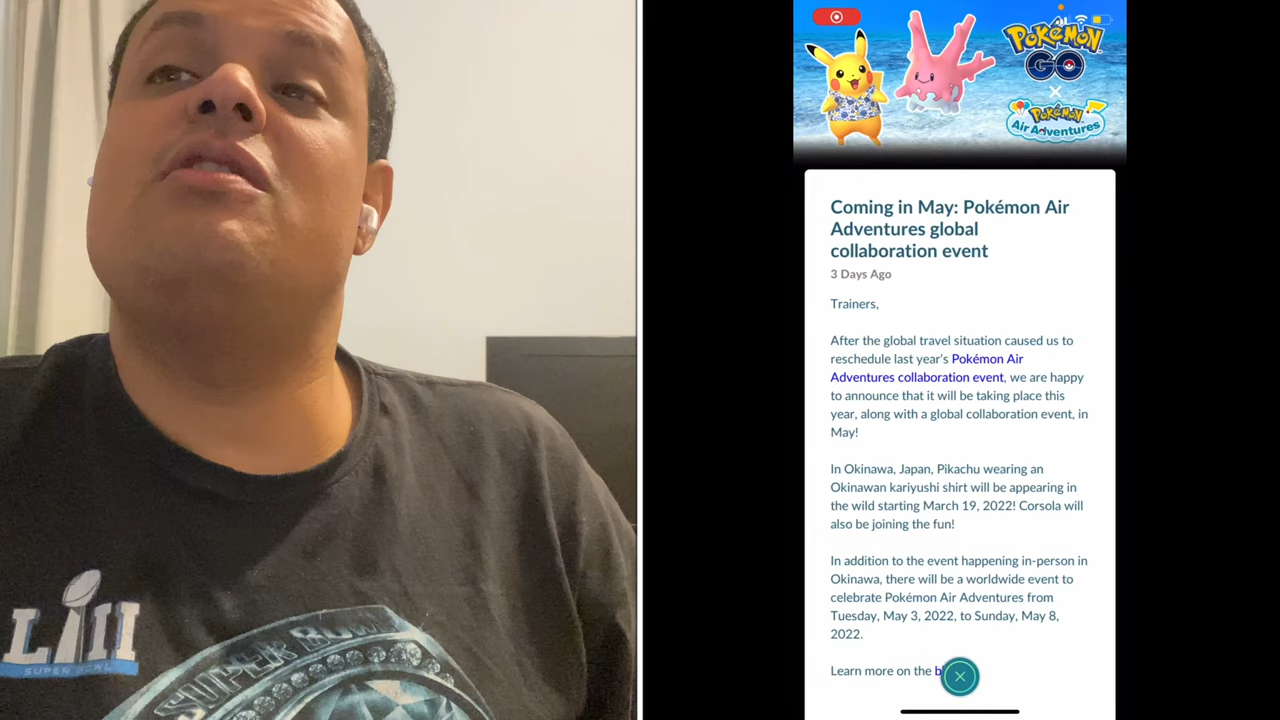 LII
SUPER BOWL
SUPER BOWL
POKÉMON
GO
×
POKÉMON
Air Adventures
Coming in May: Pokémon Air
Adventures global
collaboration event
3 Days Ago
Trainers,
After the global travel situation caused us to
reschedule last year's Pokémon Air
Adventures collaboration event, we are happy
to announce that it will be taking place this
year, along with a global collaboration event, in
May!
In Okinawa, Japan, Pikachu wearing an
Okinawan kariyushi shirt will be appearing in
the wild starting March 19, 2022! Corsola will
also be joining the fun!
In addition to the event happening in-person in
Okinawa, there will be a worldwide event to
celebrate Pokémon Air Adventures from
Tuesday, May 3, 2022, to Sunday, May 8,
2022.
Learn more on the